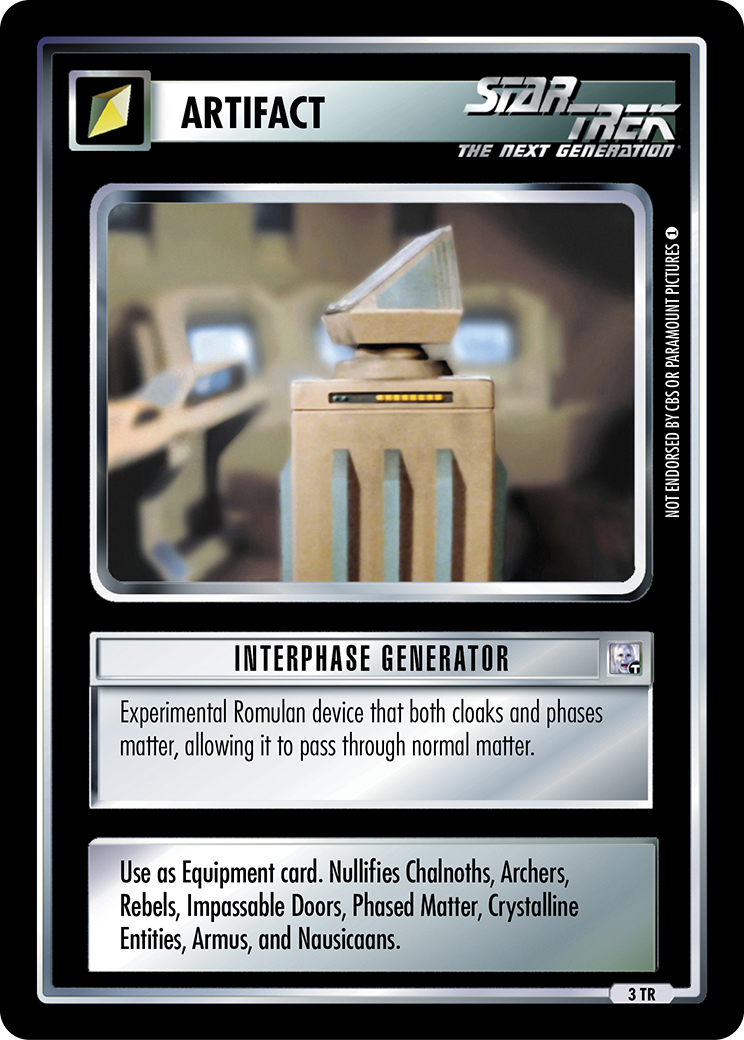 ARTIFACT
STAR TREK
THE NEXT GENERATION
NOT ENDORSED BY CBS OR PARAMOUNT PICTURES 1
INTERPHASE GENERATOR
T
Experimental Romulan device that both cloaks and phases
matter, allowing it to pass through normal matter.
Use as Equipment card. Nullifies Chalnoths, Archers,
Rebels, Impassable Doors, Phased Matter, Crystalline
Entities, Armus, and Nausicaans.
3 TR